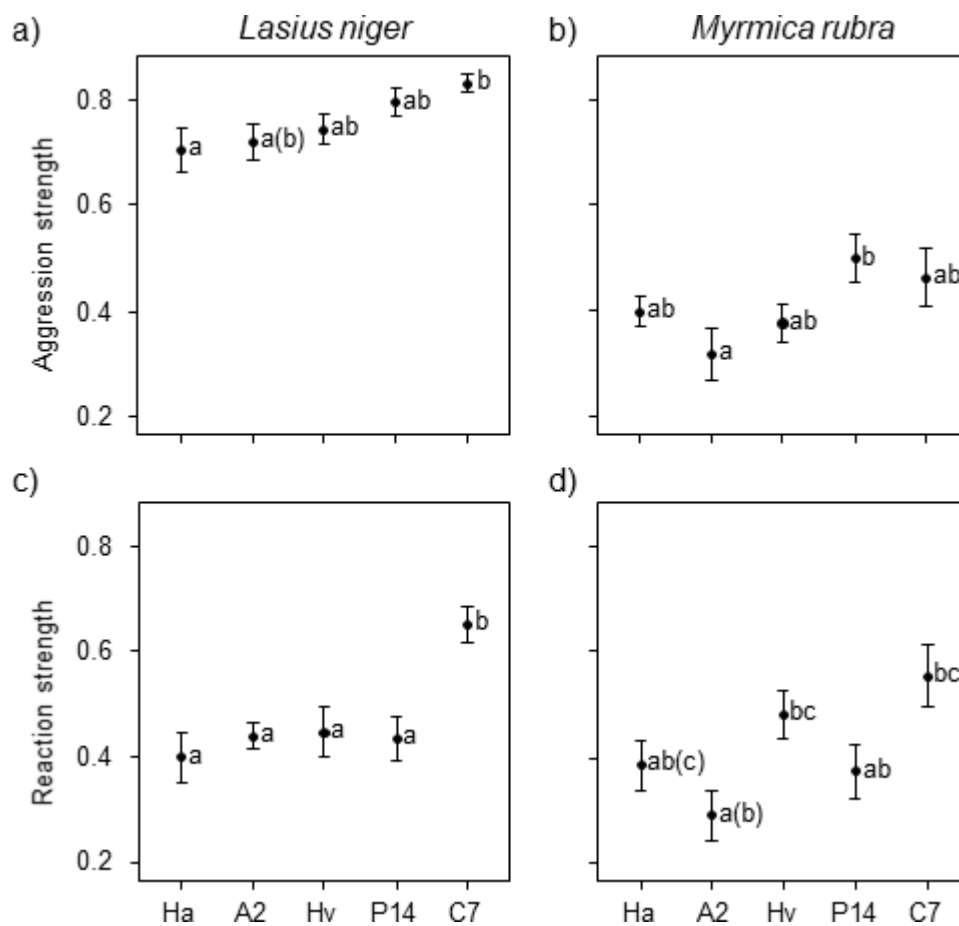 a) Lasius niger
b) Myrmica rubra
Aggression strength
0.8
0.6
0.4
0.2
a
a(b)
ab
ab
b
ab
a
ab
b
ab
c)
d)
Reaction strength
0.8
0.6
0.4
0.2
a
a
a
a
b
ab(c)
a(b)
bc
ab
bc
Ha A2 Hv P14 C7
Ha A2 Hv P14 C7